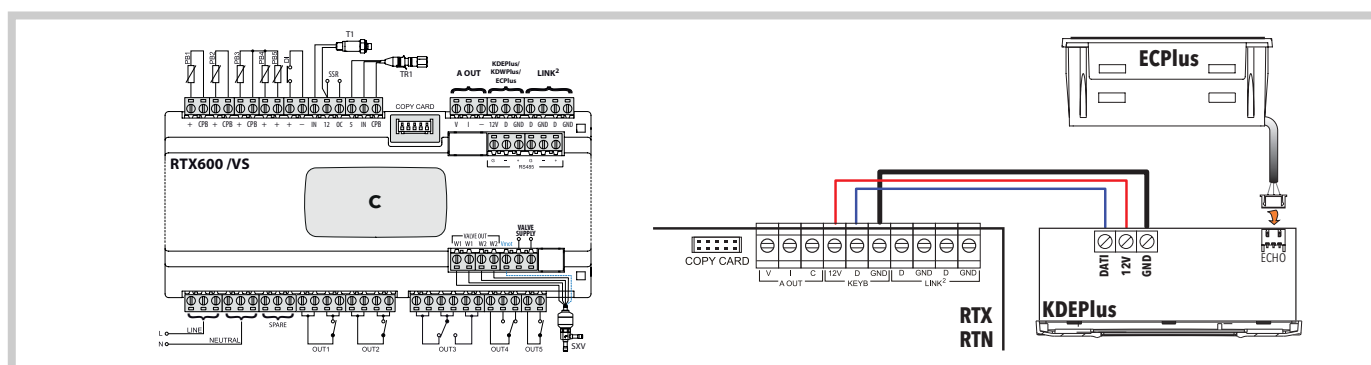 T1
PB1 PB2 PB3 PB4 PB5 DI
SSR
TR1
A OUT
KDEPlus/
KDWPlus/
ECPlus
LINK2
+ CPB + CPB + CPB + + + – IN 12 OC S IN CPB
COPY CARD
V I – 12V D GND D GND D GND
G – + G – +
RS485
RTX600 /VS
C
VALVE OUT
VALVE
SUPPLY
W1 W1 W2 W2 Vnot
L
LINE
N
NEUTRAL
SPARE
OUT1
OUT2
OUT3
OUT4
OUT5
SXV
COPY CARD
V I C 12V D GND D GND D GND
A OUT KEYB LINK2
RTX
RTN
ECPlus
DATI 12V GND
ECHO
KDEPlus